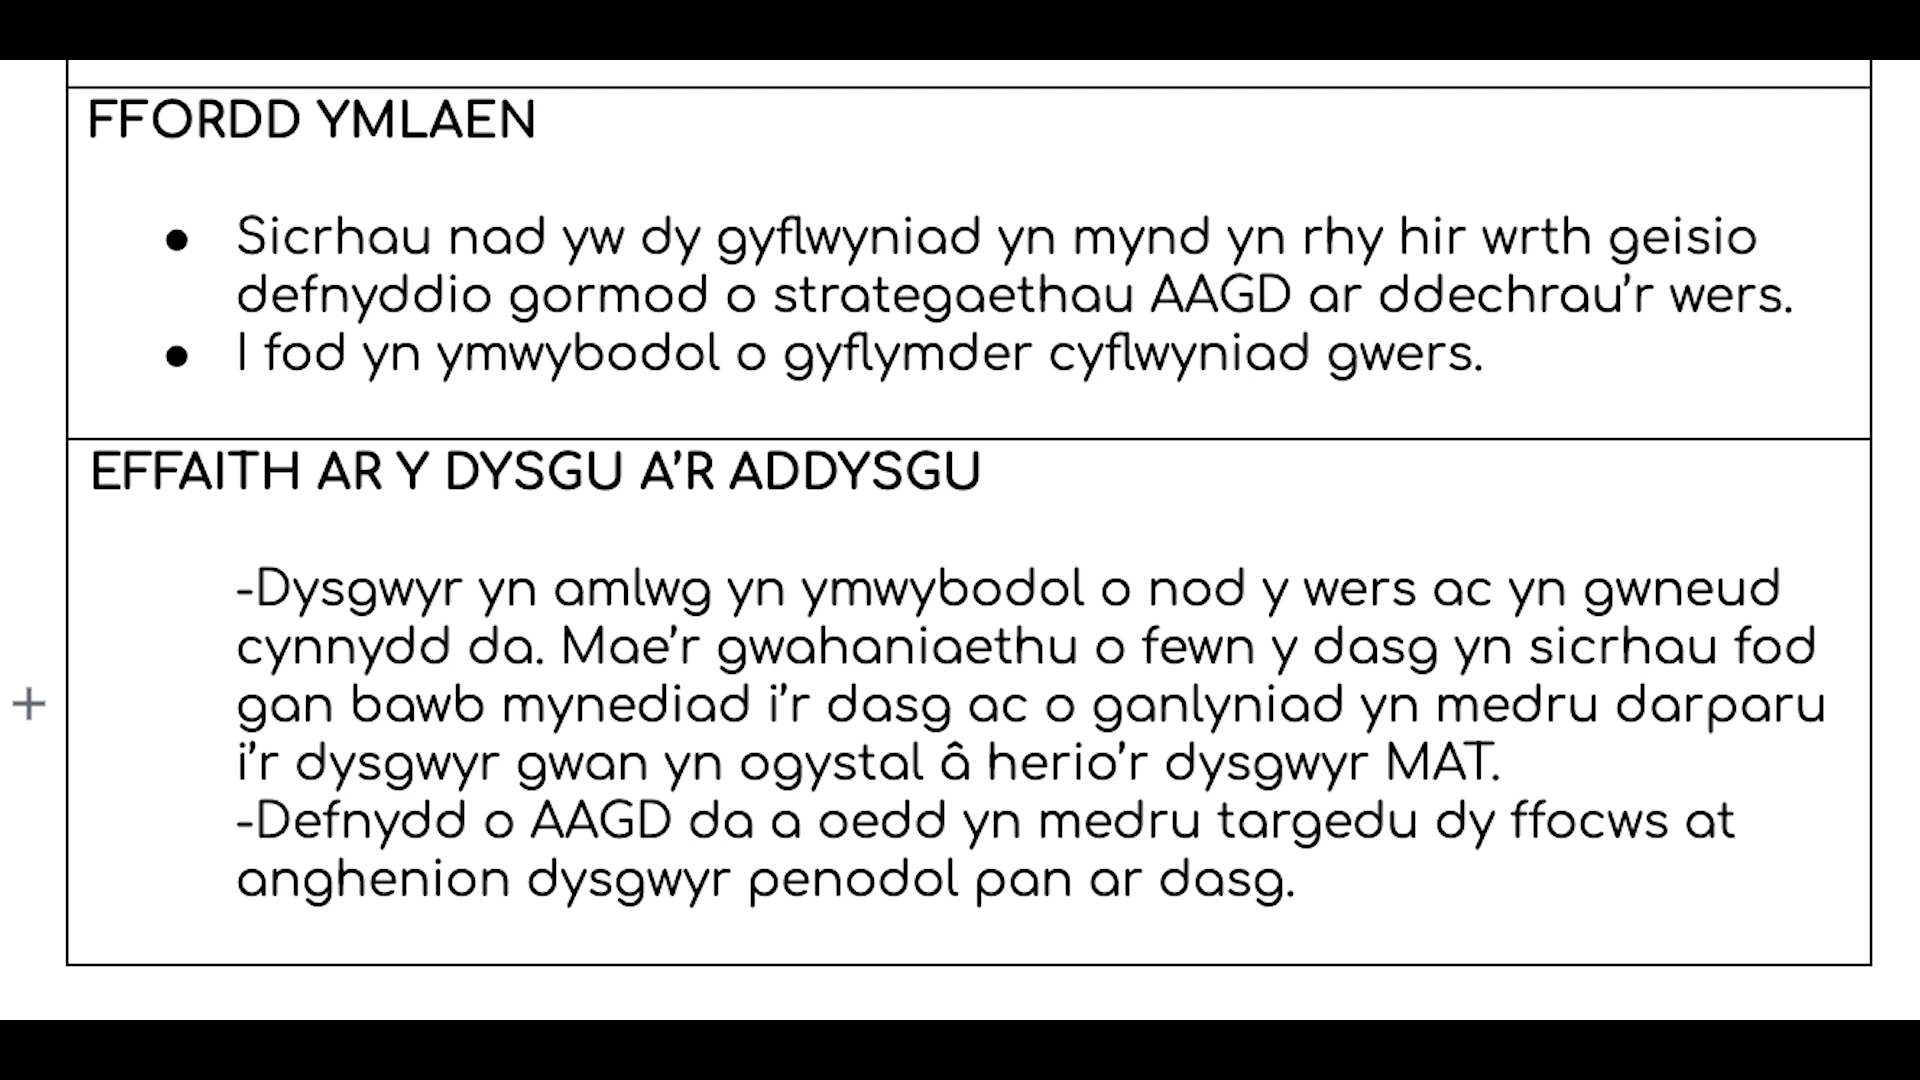 FFORDD YMLAEN
● Sicrhau nad yw dy gyflwyniad yn mynd yn rhy hir wrth geisio
defnyddio gormod o strategaethau AAGD ar ddechrau’r wers.
● I fod yn ymwybodol o gyflymder cyflwyniad gwers.
EFFAITH AR Y DYSGU A’R ADDYSGU
-Dysgwyr yn amlwg yn ymwybodol o nod y wers ac yn gwneud
cynnydd da. Mae’r gwahaniaethu o fewn y dasg yn sicrhau fod
gan bawb mynediad i’r dasg ac o ganlyniad yn medru darparu
i’r dysgwyr gwan yn ogystal â herio’r dysgwyr MAT.
-Defnydd o AAGD da a oedd yn medru targedu dy ffocws at
anghenion dysgwyr penodol pan ar dasg.